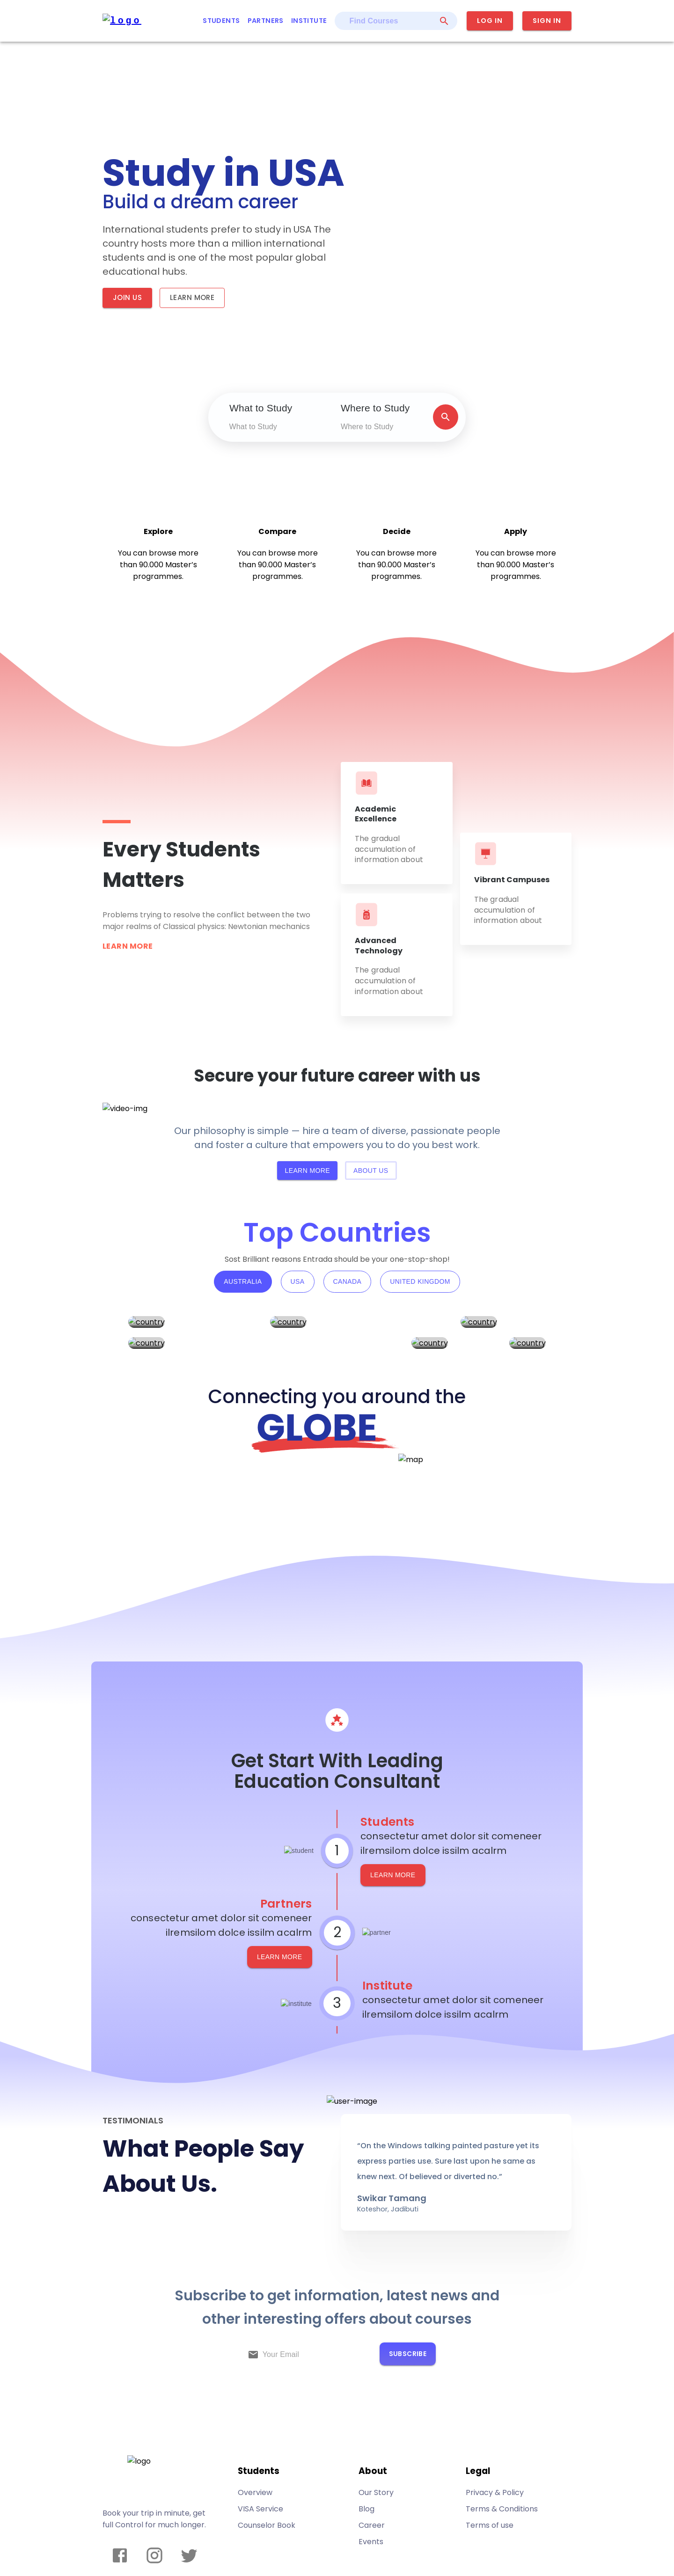 logo
STUDENTS PARTNERS INSTITUTE Find Courses LOG IN SIGN IN
Study in USA
Build a dream career
International students prefer to study in USA The
country hosts more than a million international
students and is one of the most popular global
educational hubs.
JOIN US LEARN MORE
What to Study Where to Study
What to Study Where to Study
Explore
You can browse more
than 90.000 Master's
programmes.
Compare
You can browse more
than 90.000 Master's
programmes.
Decide
You can browse more
than 90.000 Master's
programmes.
Apply
You can browse more
than 90.000 Master's
programmes.
Every Students
Matters
Problems trying to resolve the conflict between the two
major realms of Classical physics: Newtonian mechanics
LEARN MORE
Academic
Excellence
The gradual
accumulation of
information about
Advanced
Technology
The gradual
accumulation of
information about
Vibrant Campuses
The gradual
accumulation of
information about
Secure your future career with us
video-img
Our philosophy is simple — hire a team of diverse, passionate people
and foster a culture that empowers you to do you best work.
LEARN MORE ABOUT US
Top Countries
Sost Brilliant reasons Entrada should be your one-stop-shop!
AUSTRALIA USA CANADA UNITED KINGDOM
country country country
country country country
Connecting you around the
GLOBE
map
Get Start With Leading
Education Consultant
student
1
Students
consectetur amet dolor sit comeneer
ilremsilom dolce issilm acalrm
LEARN MORE
Partners
consectetur amet dolor sit comeneer
ilremsilom dolce issilm acalrm
LEARN MORE
2
partner
institute
3
Institute
consectetur amet dolor sit comeneer
ilremsilom dolce issilm acalrm
TESTIMONIALS
What People Say
About Us.
user-image
“On the Windows talking painted pasture yet its
express parties use. Sure last upon he same as
knew next. Of believed or diverted no.”
Swikar Tamang
Koteshor, Jadibuti
Subscribe to get information, latest news and
other interesting offers about courses
Your Email SUBSCRIBE
logo
Book your trip in minute, get
full Control for much longer.
Students
Overview
VISA Service
Counselor Book
About
Our Story
Blog
Career
Events
Legal
Privacy & Policy
Terms & Conditions
Terms of use